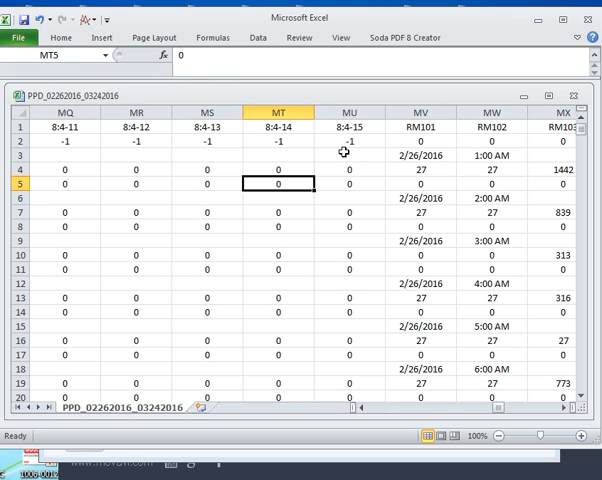 Microsoft Excel
File Home Insert Page Layout Formulas Data Review View Soda PDF 8 Creator
MT5 fx 0
PPD_02262016_03242016
MQ MR MS MT MU MV MW MX
1 8:4-11 8:4-12 8:4-13 8:4-14 8:4-15 RM101 RM102 RM103
2 -1 -1 -1 -1 -1 0 0 0
3 2/26/2016 1:00 AM
4 0 0 0 0 0 27 27 1442
5 0 0 0 0 0 0 0 0
6 2/26/2016 2:00 AM
7 0 0 0 0 0 27 27 839
8 0 0 0 0 0 0 0 0
9 2/26/2016 3:00 AM
10 0 0 0 0 0 0 0 313
11 0 0 0 0 0 0 0 0
12 2/26/2016 4:00 AM
13 0 0 0 0 0 27 27 316
14 0 0 0 0 0 0 0 0
15 2/26/2016 5:00 AM
16 0 0 0 0 0 27 27 27
17 0 0 0 0 0 0 0 0
18 2/26/2016 6:00 AM
19 0 0 0 0 0 27 27 773
20 0 0 0 0 0 0 0 0
PPD_02262016_03242016
Ready 100%
www.movavi.com
1006-0012